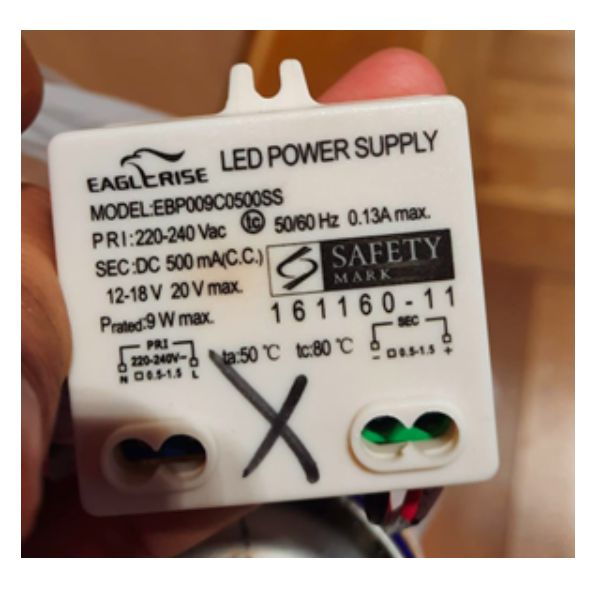 EAGLERISE LED POWER SUPPLY
MODEL:EBP009C0500SS
PRI:220-240 Vac tc 50/60 Hz 0.13A max.
SEC:DC 500 mA(C.C.)
SAFETY
MARK
12-18 V 20 V max.
161160-11
Prated:9 W max.
PRI
220-240V~
N 0.5-1.5 L
ta:50 ℃ tc:80 ℃
SEC
- 0.5-1.5 +